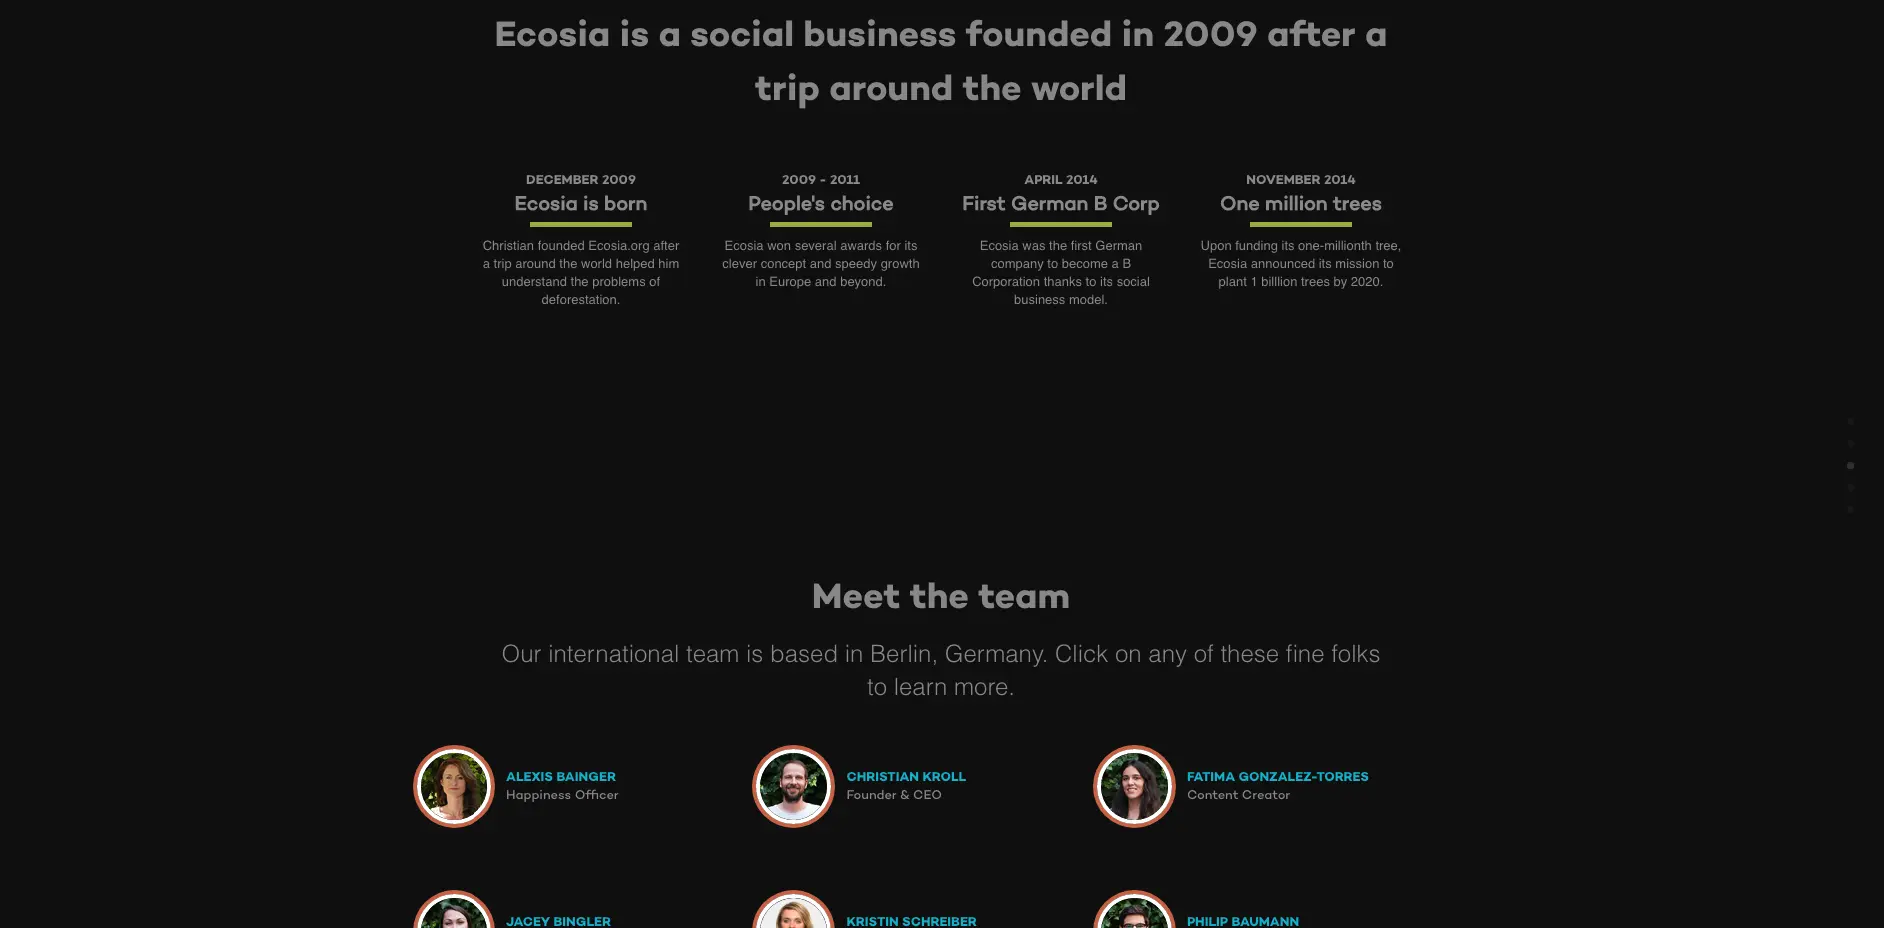 Ecosia is a social business founded in 2009 after a
trip around the world
DECEMBER 2009
Ecosia is born
Christian founded Ecosia.org after
a trip around the world helped him
understand the problems of
deforestation.
2009 - 2011
People's choice
Ecosia won several awards for its
clever concept and speedy growth
in Europe and beyond.
APRIL 2014
First German B Corp
Ecosia was the first German
company to become a B
Corporation thanks to its social
business model.
NOVEMBER 2014
One million trees
Upon funding its one-millionth tree,
Ecosia announced its mission to
plant 1 billlion trees by 2020.
Meet the team
Our international team is based in Berlin, Germany. Click on any of these fine folks
to learn more.
ALEXIS BAINGER
Happiness Officer
CHRISTIAN KROLL
Founder & CEO
FATIMA GONZALEZ-TORRES
Content Creator
JACEY BINGLER
KRISTIN SCHREIBER
PHILIP BAUMANN